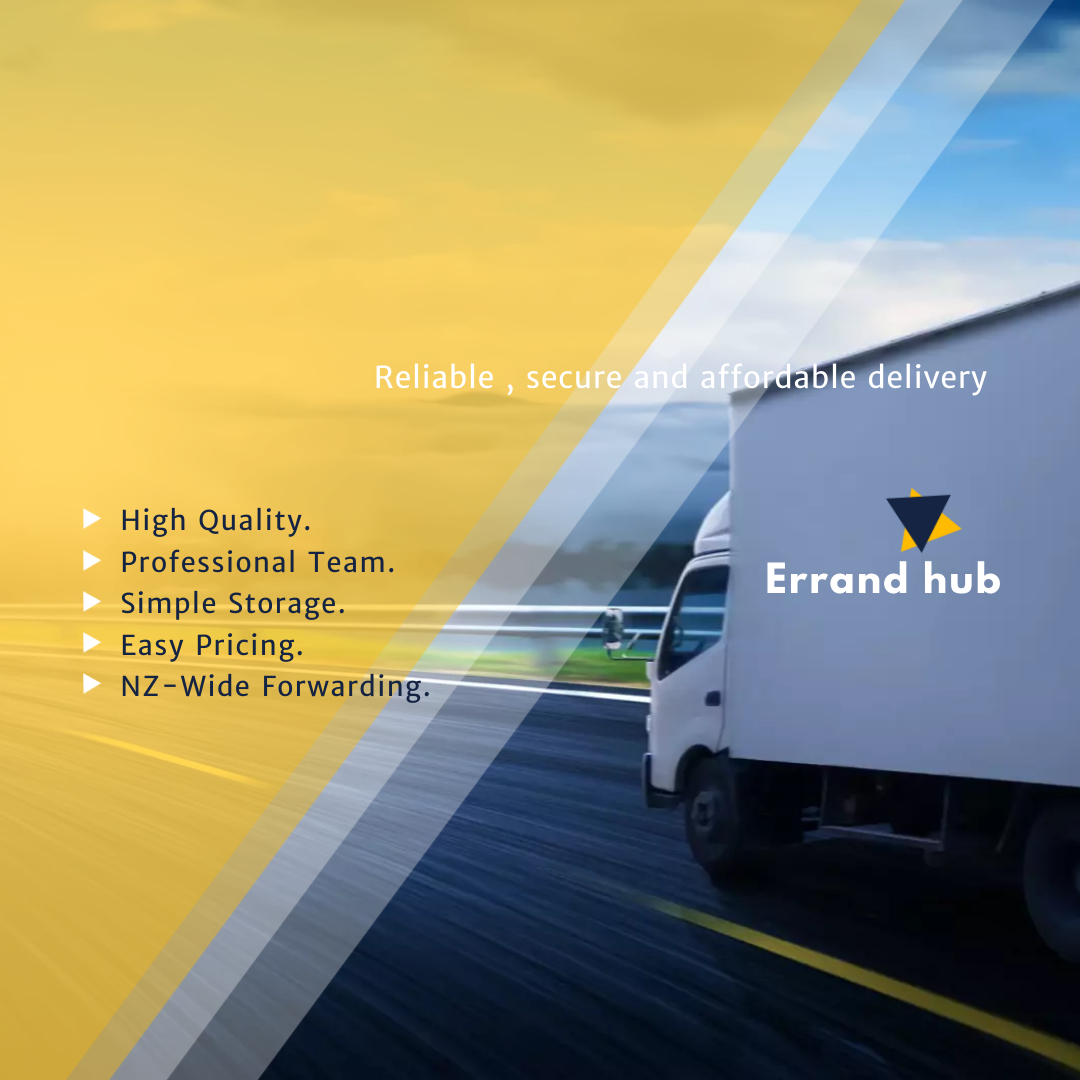 Reliable , secure and affordable delivery
High Quality.
Professional Team.
Simple Storage.
Easy Pricing.
NZ-Wide Forwarding.
Errand hub